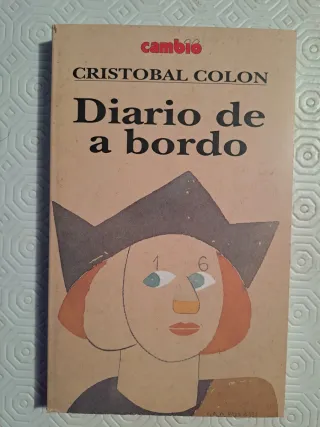 cambio
CRISTOBAL COLON
Diario de
a bordo
1 6